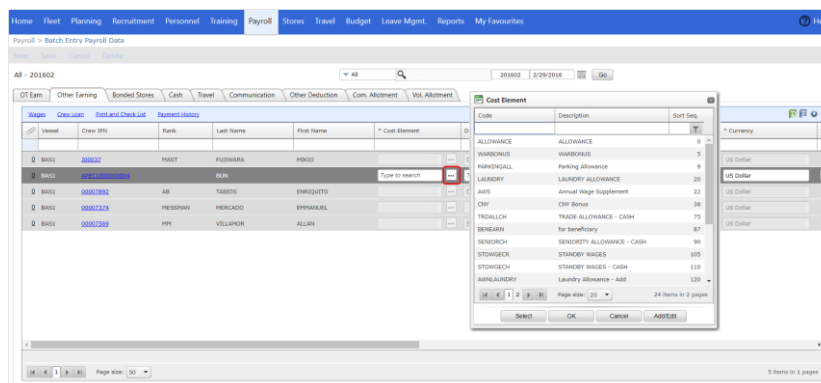 Home Fleet Planning Recruitment Personnel Training Payroll Stores Travel Budget Leave Mgmt. Reports My Favourites
Payroll > Batch Entry Payroll Data
New Save Cancel Delete
All - 201602 All 201602 2/29/2016 Go
OT Earn Other Earning Bonded Stores Cash Travel Communication Other Deduction Com. Allotment Vol. Allotment
Wages Crew Loan Print and Check List Payment History
Vessel Crew IPN Rank Last Name First Name * Cost Element * Currency
0 BAS1 J00037 MAST FUJIWARA MIKIO US Dollar
0 BAS1 BUN Type to search ... US Dollar
0 BAS1 00007892 AB TABIOS ENRIQUITO US Dollar
0 BAS1 00007374 MESSMAN MERCADO EMMANUEL US Dollar
0 BAS1 00007569 MM VILLAMOR ALLAN US Dollar
Cost Element
Code Description Sort Seq.
ALLOWANCE ALLOWANCE 0
WARBONUS WARBONUS 5
PARKINGALL Parking Allowance 9
LAUNDRY LAUNDRY ALLOWANCE 20
AWS Annual Wage Supplement 22
CNY CNY Bonus 36
TRDALLCH TRADE ALLOWANCE - CASH 75
BENEARN for beneficiary 87
SENIORCH SENIORITY ALLOWANCE - CASH 90
STDWGECR STANDBY WAGES 105
STDWGECH STANDBY WAGES - CASH 110
AWNLAUNDRY Laundry Allowance - Add 120
1 2 Page size: 20 24 items in 2 pages
Select OK Cancel Add/Edit
1 Page size: 50 5 items in 1 pages